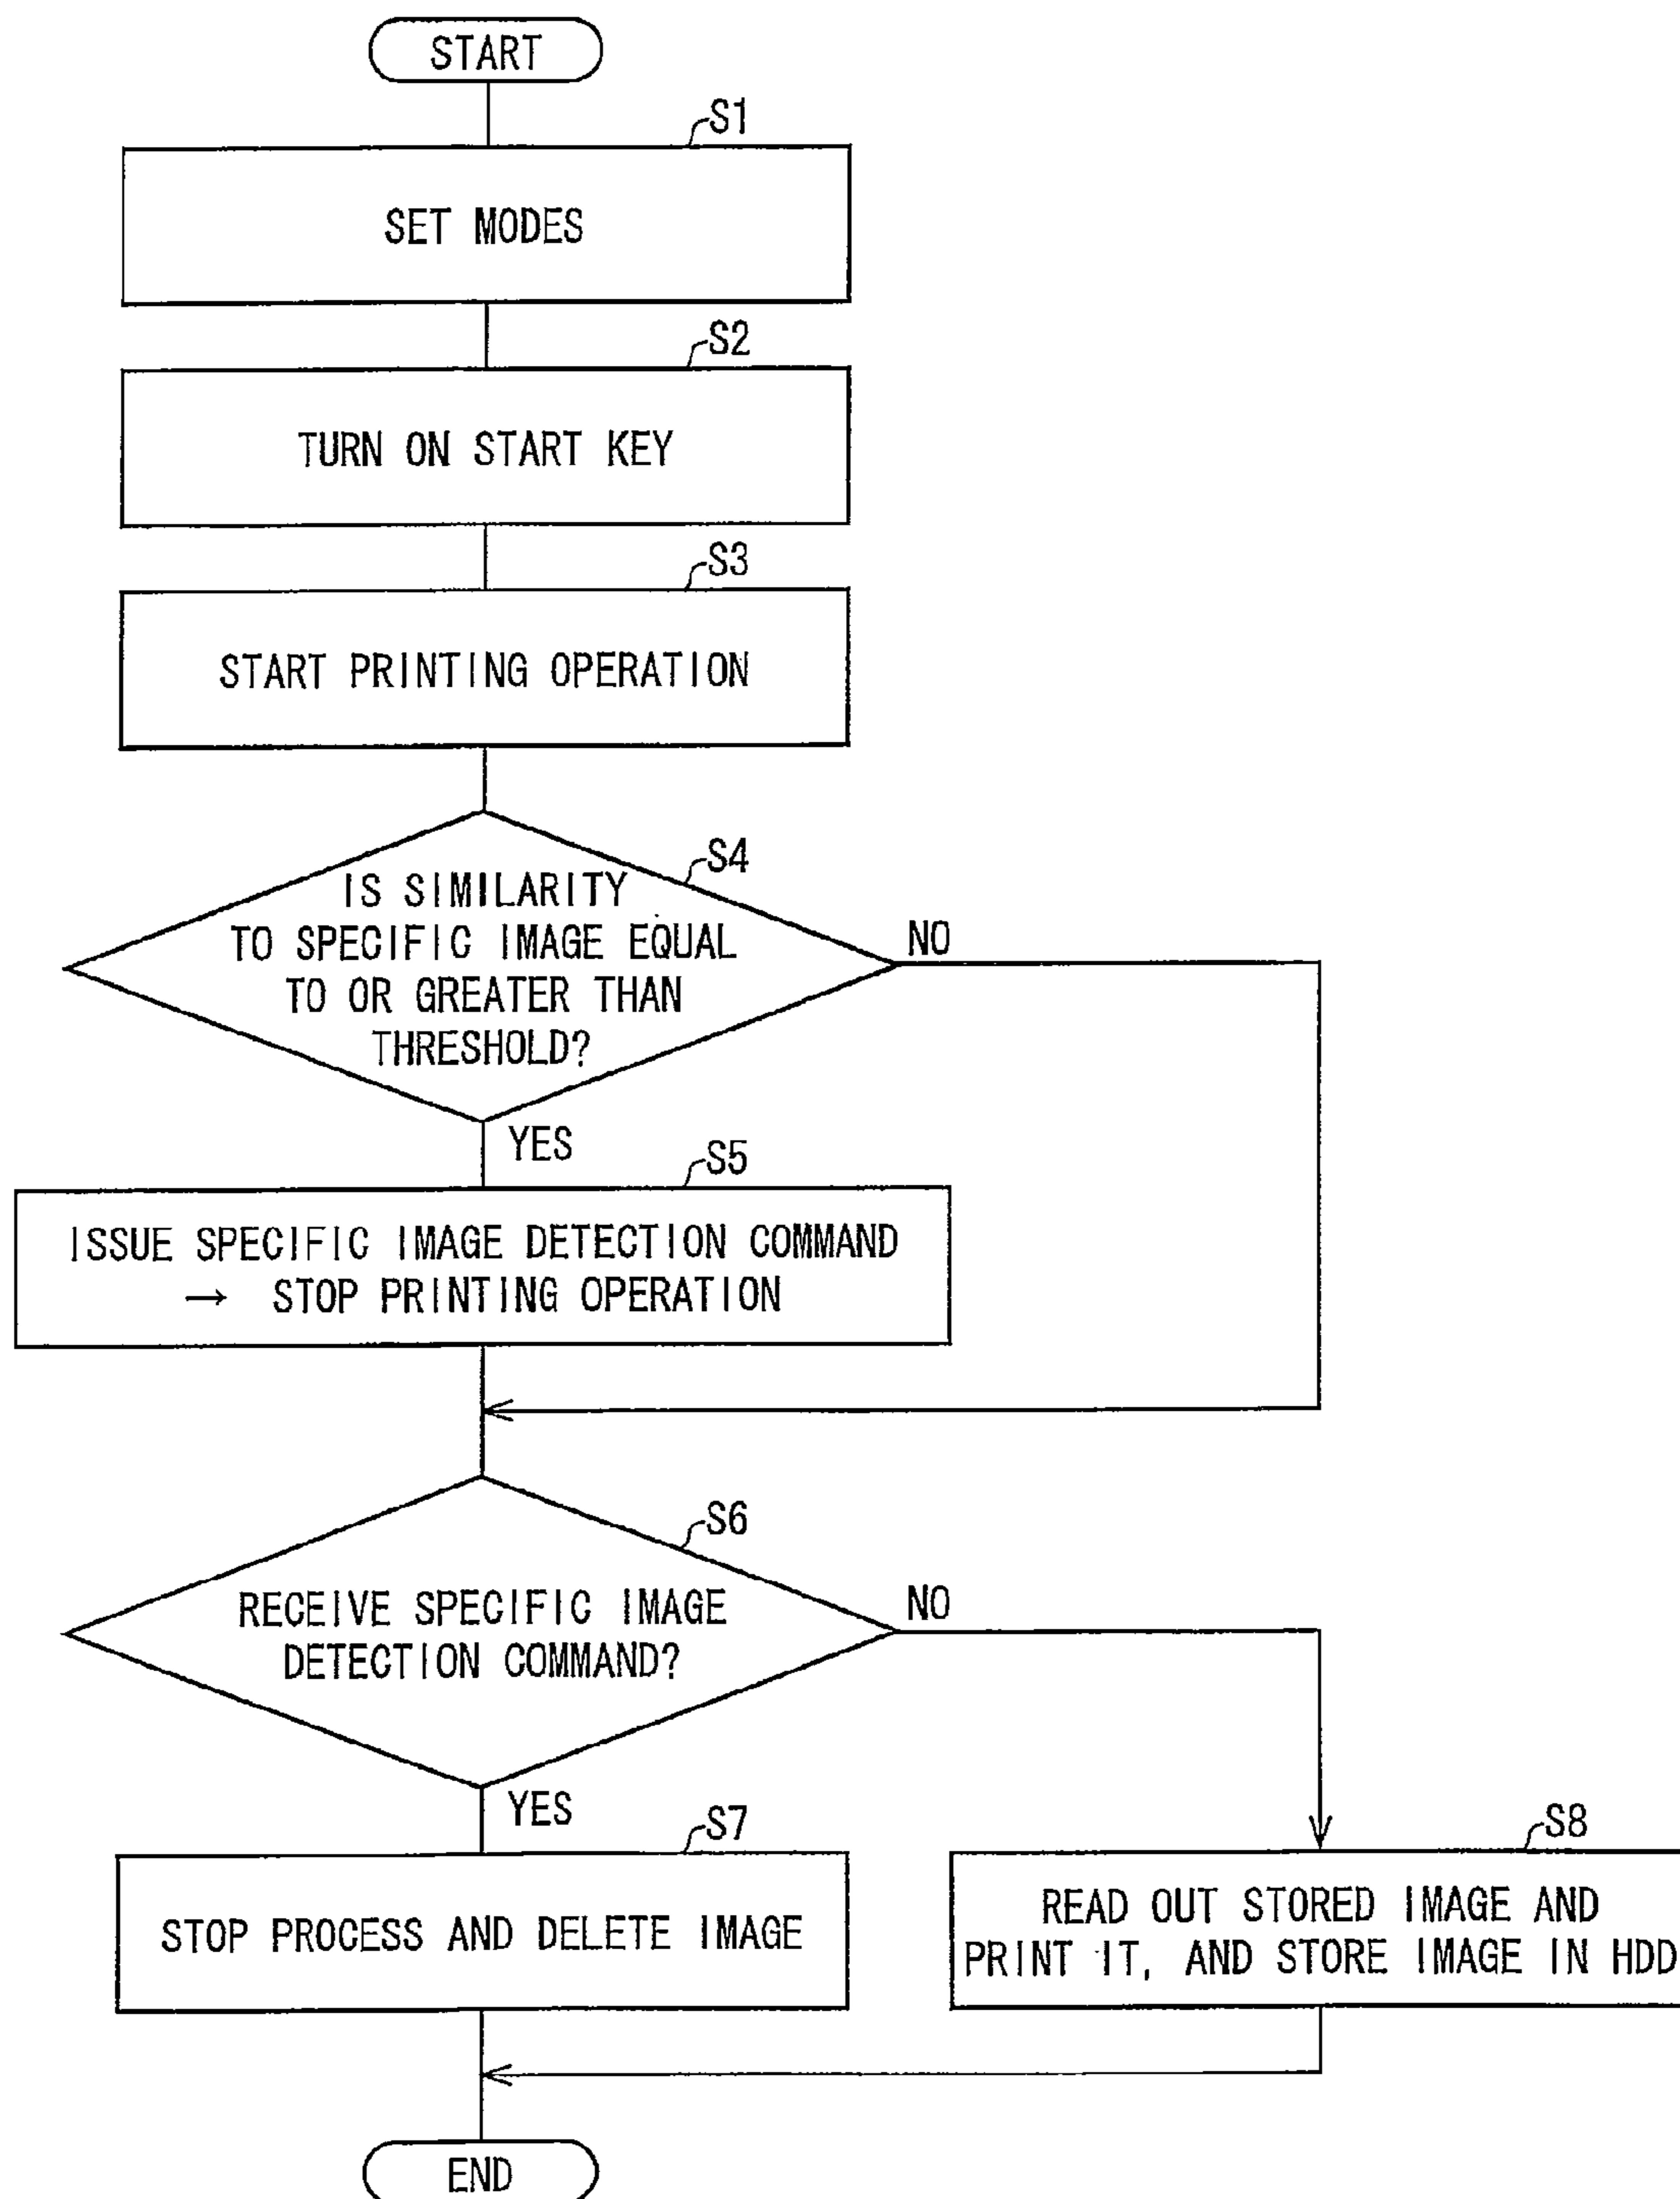 START
S1
SET MODES
S2
TURN ON START KEY
S3
START PRINTING OPERATION
S4
IS SIMILARITY
TO SPECIFIC IMAGE EQUAL
TO OR GREATER THAN
THRESHOLD?
NO
YES
S5
ISSUE SPECIFIC IMAGE DETECTION COMMAND
→ STOP PRINTING OPERATION
S6
RECEIVE SPECIFIC IMAGE
DETECTION COMMAND?
NO
YES
S7
STOP PROCESS AND DELETE IMAGE
S8
READ OUT STORED IMAGE AND
PRINT IT, AND STORE IMAGE IN HDD
END